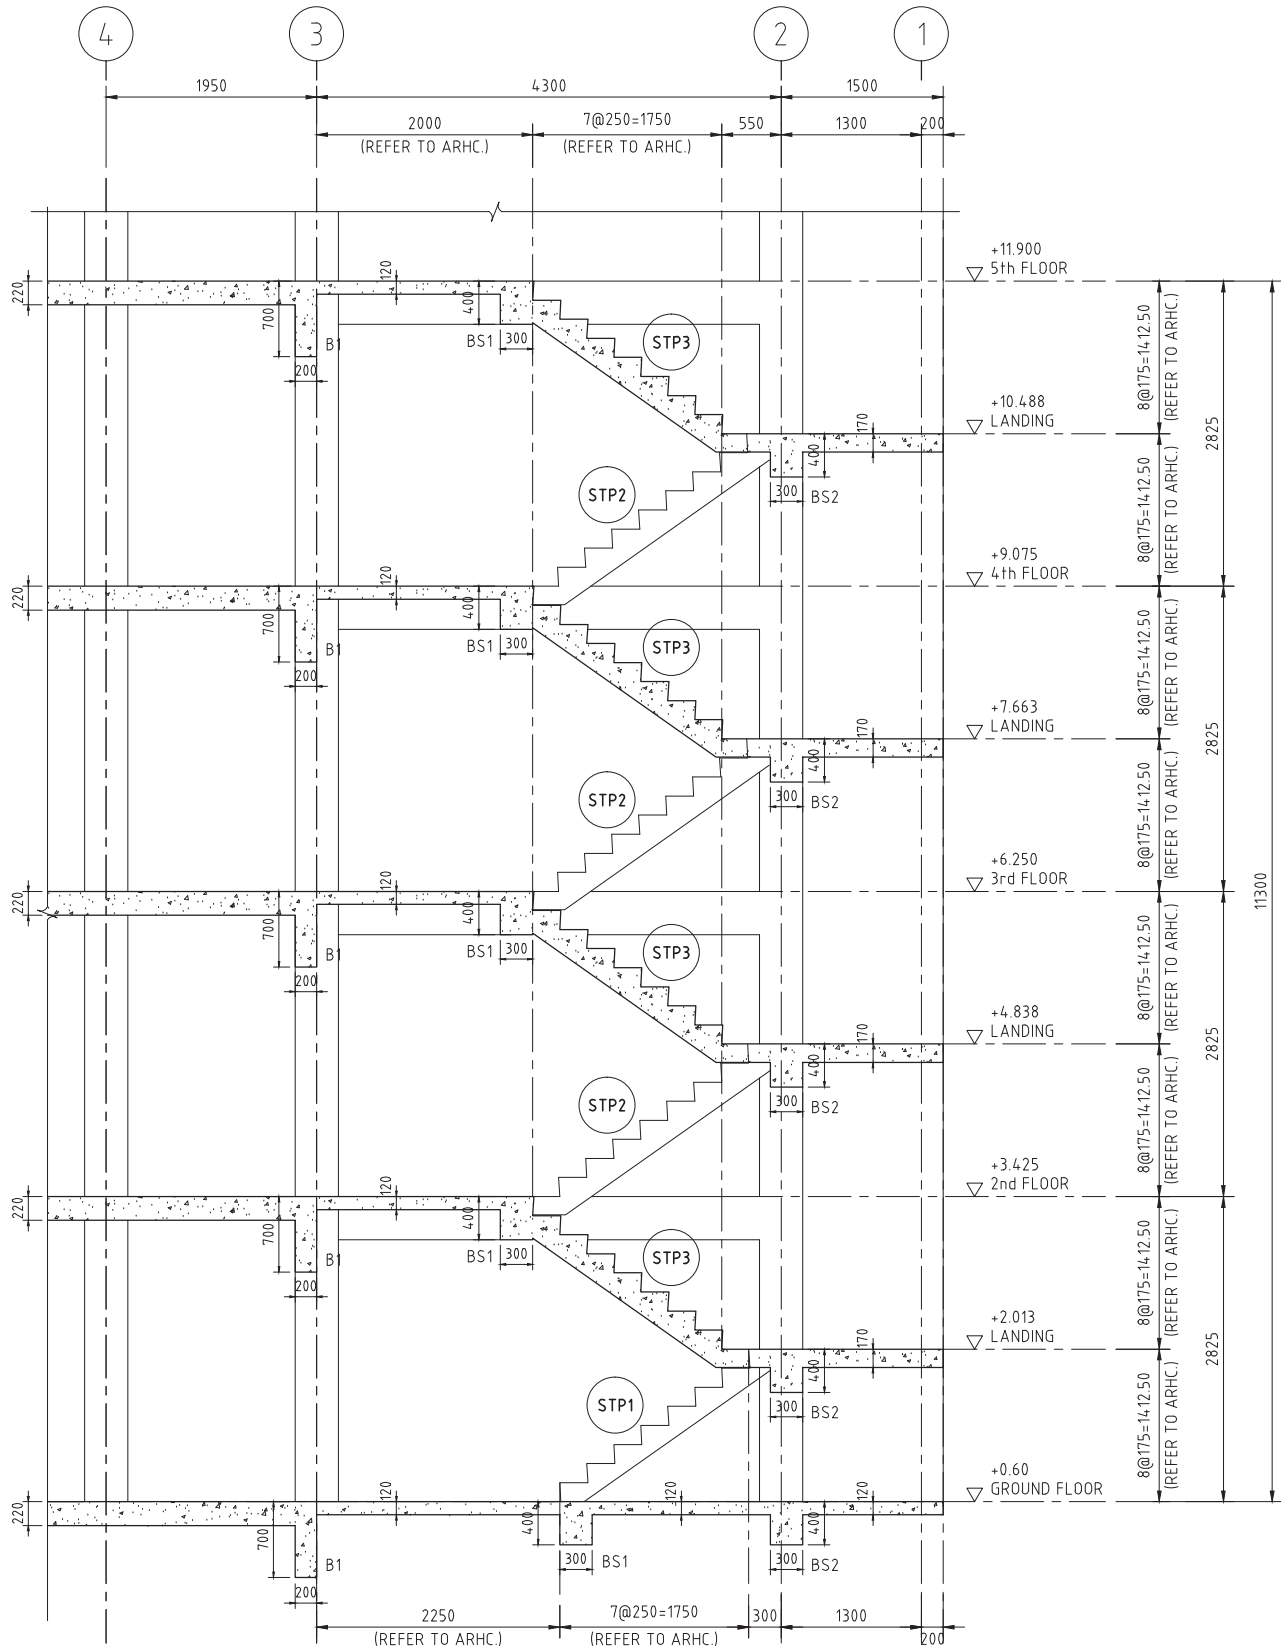 4 3 2 1
1950 4300 1500
2000 7@250=1750 550 1300 200
(REFER TO ARHC.) (REFER TO ARHC.)
+11.900
5th FLOOR
220 120 700 400 300 200
B1 BS1 STP3
8@175=1412.50
(REFER TO ARHC.)
+10.488
LANDING
170 400 300 BS2
STP2
2825
8@175=1412.50
(REFER TO ARHC.)
+9.075
4th FLOOR
220 120 700 400 300 200
B1 BS1 STP3
8@175=1412.50
(REFER TO ARHC.)
+7.663
LANDING
170 400 300 BS2
STP2
2825
8@175=1412.50
(REFER TO ARHC.)
+6.250
3rd FLOOR
11300
220 120 700 400 300 200
B1 BS1 STP3
8@175=1412.50
(REFER TO ARHC.)
+4.838
LANDING
170 400 300 BS2
STP2
2825
8@175=1412.50
(REFER TO ARHC.)
+3.425
2nd FLOOR
220 120 700 400 300 200
B1 BS1 STP3
8@175=1412.50
(REFER TO ARHC.)
+2.013
LANDING
170 400 300 BS2
STP1
2825
8@175=1412.50
(REFER TO ARHC.)
+0.60
GROUND FLOOR
220 120 120 120
700 400 400
B1 300 BS1 300 BS2
200
2250 7@250=1750 300 1300 200
(REFER TO ARHC.) (REFER TO ARHC.)